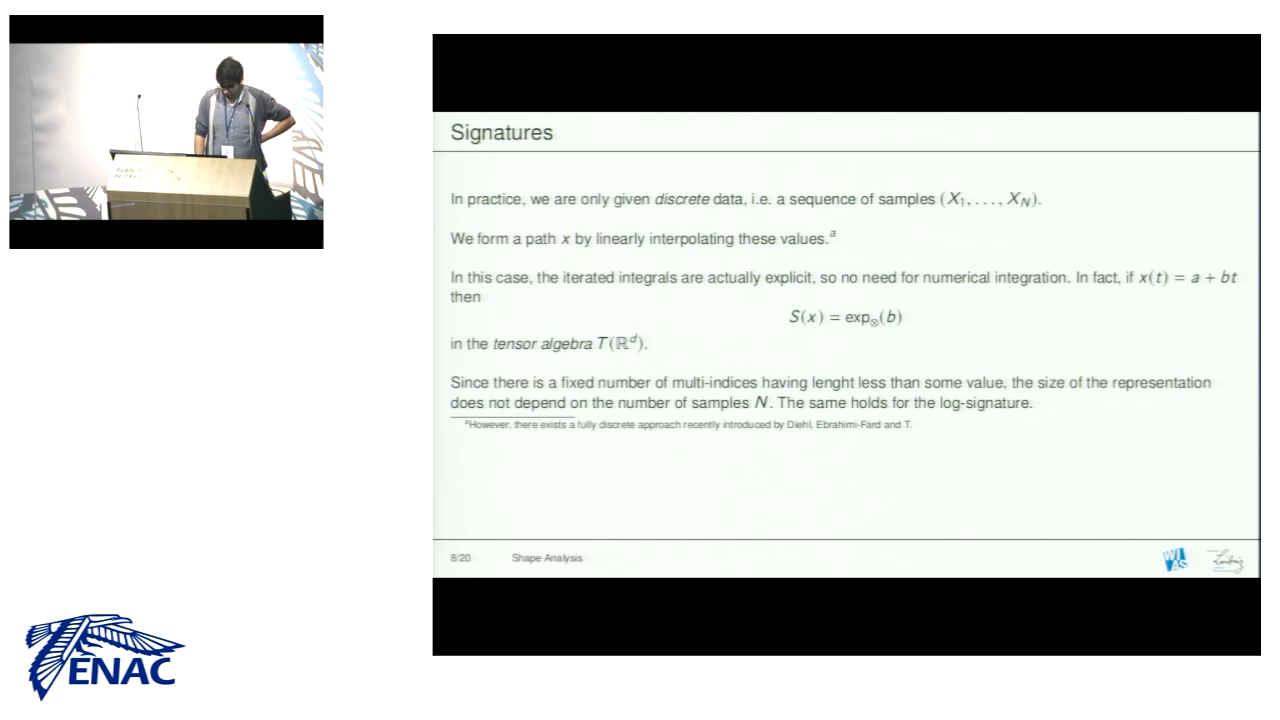 Signatures
In practice, we are only given discrete data, i.e. a sequence of samples (X₁, . . . , X_N).
We form a path x by linearly interpolating these values.ᵃ
In this case, the iterated integrals are actually explicit, so no need for numerical integration. In fact, if x(t) = a + bt
then
S(x) = exp⊗(b)
in the tensor algebra T(ℝᵈ).
Since there is a fixed number of multi-indices having lenght less than some value, the size of the representation
does not depend on the number of samples N. The same holds for the log-signature.
ᵃHowever, there exists a fully discrete approach recently introduced by Diehl, Ebrahimi-Fard and T.
8/20 Shape Analysis
WIAS
Leibniz
ENAC